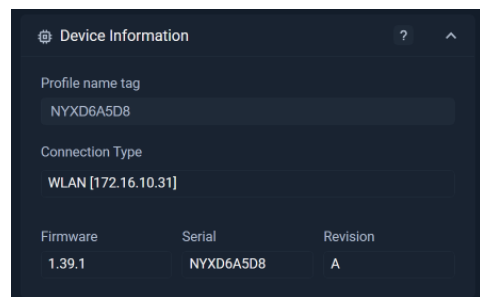 Device Information ?
Profile name tag
NYXD6A5D8
Connection Type
WLAN [172.16.10.31]
Firmware Serial Revision
1.39.1 NYXD6A5D8 A